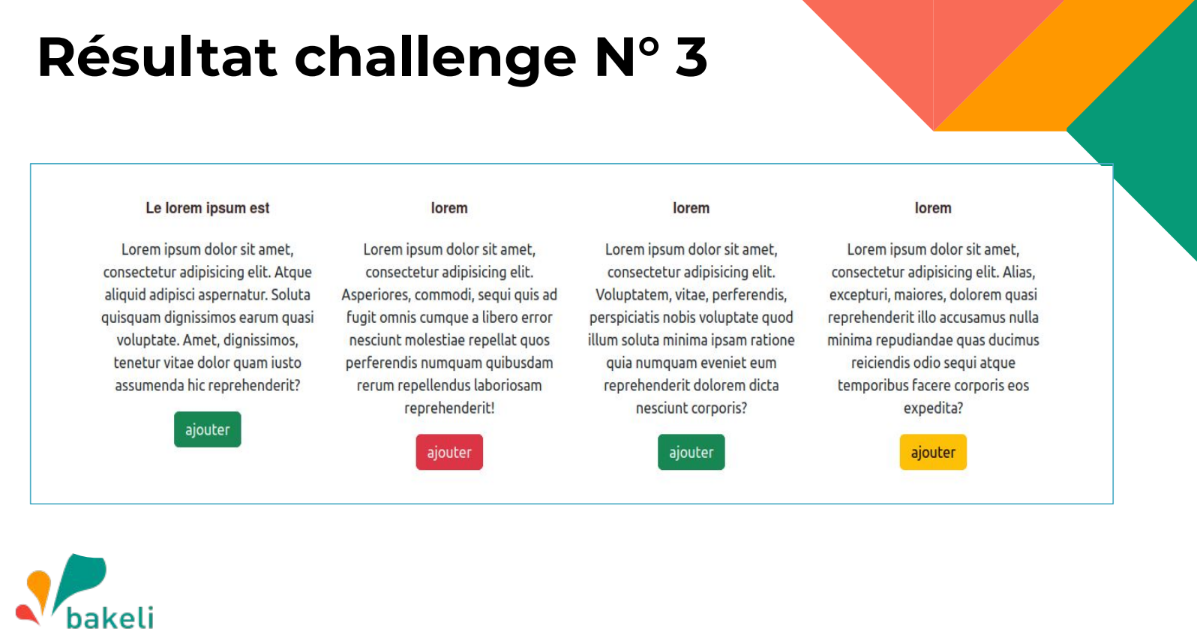 Résultat challenge N° 3
Le lorem ipsum est
Lorem ipsum dolor sit amet,
consectetur adipisicing elit. Atque
aliquid adipisci aspernatur. Soluta
quisquam dignissimos earum quasi
voluptate. Amet, dignissimos,
tenetur vitae dolor quam iusto
assumenda hic reprehenderit?
ajouter
lorem
Lorem ipsum dolor sit amet,
consectetur adipisicing elit.
Asperiores, commodi, sequi quis ad
fugit omnis cumque a libero error
nesciunt molestiae repellat quos
perferendis numquam quibusdam
rerum repellendus laboriosam
reprehenderit!
ajouter
lorem
Lorem ipsum dolor sit amet,
consectetur adipisicing elit.
Voluptatem, vitae, perferendis,
perspiciatis nobis voluptate quod
illum soluta minima ipsam ratione
quia numquam eveniet eum
reprehenderit dolorem dicta
nesciunt corporis?
ajouter
lorem
Lorem ipsum dolor sit amet,
consectetur adipisicing elit. Alias,
excepturi, maiores, dolorem quasi
reprehenderit illo accusamus nulla
minima repudiandae quas ducimus
reiciendis odio sequi atque
temporibus facere corporis eos
expedita?
ajouter
bakeli